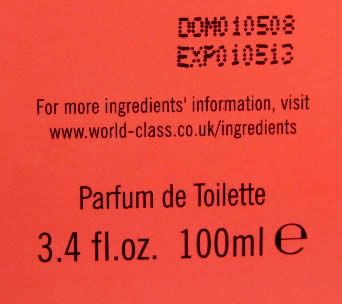 DOM010508
EXP010513
For more ingredients' information, visit
www.world-class.co.uk/ingredients
Parfum de Toilette
3.4 fl.oz. 100ml ℮